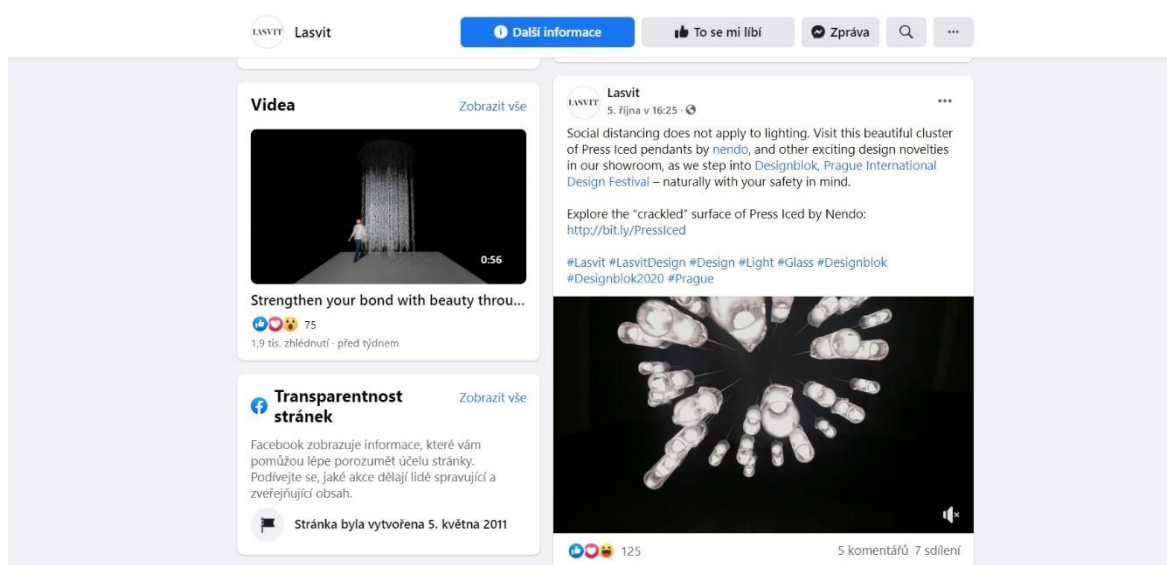 LASVIT
Lasvit
Další informace
To se mi líbí
Zpráva
Videa
Zobrazit vše
0:56
Strengthen your bond with beauty throu...
75
1,9 tis. zhlédnutí · před týdnem
Transparentnost
stránek
Zobrazit vše
Facebook zobrazuje informace, které vám
pomůžou lépe porozumět účelu stránky.
Podívejte se, jaké akce dělají lidé spravující a
zveřejňující obsah.
Stránka byla vytvořena 5. května 2011
LASVIT
Lasvit
5. října v 16:25 ·
Social distancing does not apply to lighting. Visit this beautiful cluster
of Press Iced pendants by nendo, and other exciting design novelties
in our showroom, as we step into Designblok, Prague International
Design Festival – naturally with your safety in mind.
Explore the "crackled" surface of Press Iced by Nendo:
http://bit.ly/PressIced
#Lasvit #LasvitDesign #Design #Light #Glass #Designblok
#Designblok2020 #Prague
125
5 komentářů 7 sdílení